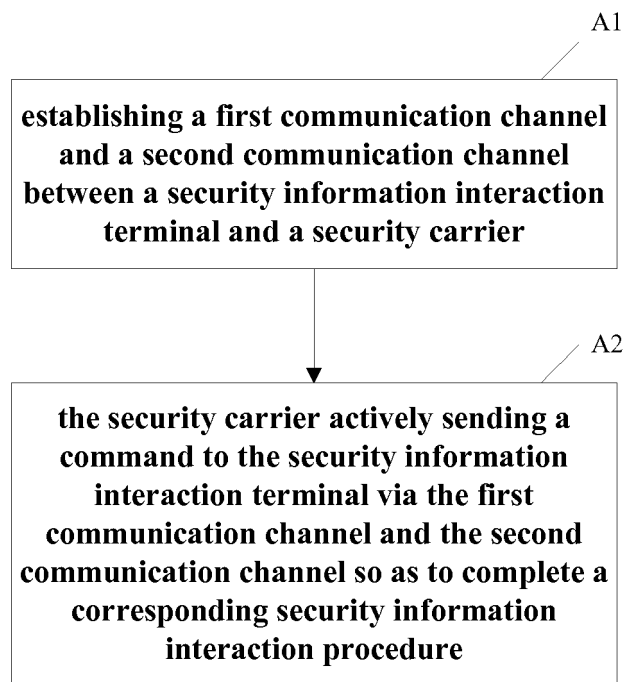 A1
establishing a first communication channel
and a second communication channel
between a security information interaction
terminal and a security carrier
A2
the security carrier actively sending a
command to the security information
interaction terminal via the first
communication channel and the second
communication channel so as to complete a
corresponding security information
interaction procedure